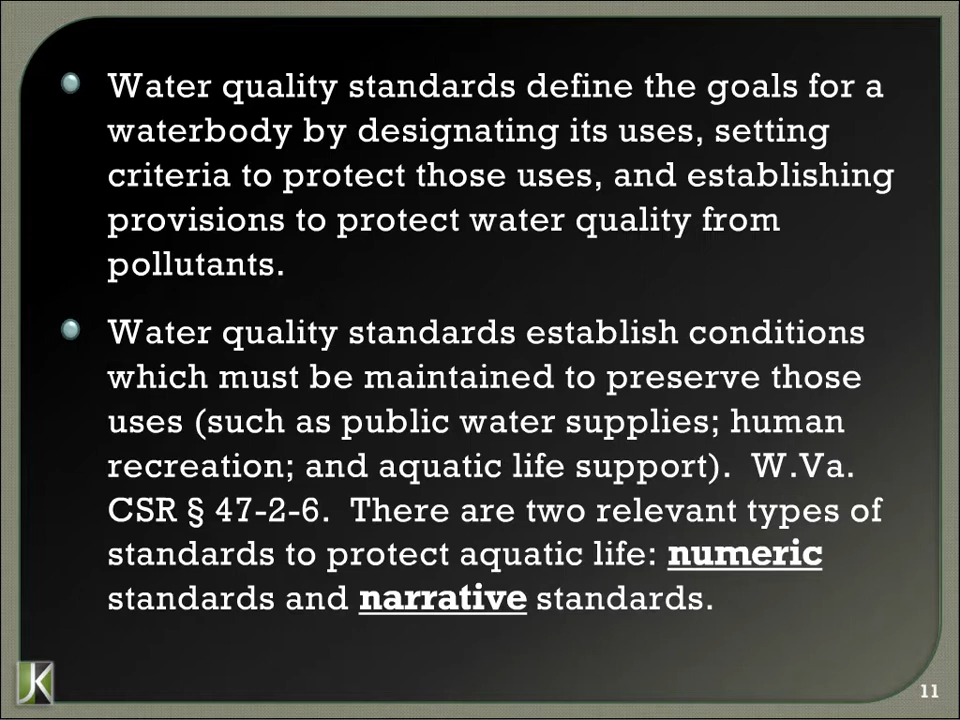 Water quality standards define the goals for a
waterbody by designating its uses, setting
criteria to protect those uses, and establishing
provisions to protect water quality from
pollutants.
Water quality standards establish conditions
which must be maintained to preserve those
uses (such as public water supplies; human
recreation; and aquatic life support).  W.Va.
CSR § 47-2-6.  There are two relevant types of
standards to protect aquatic life: numeric
standards and narrative standards.
JK
11